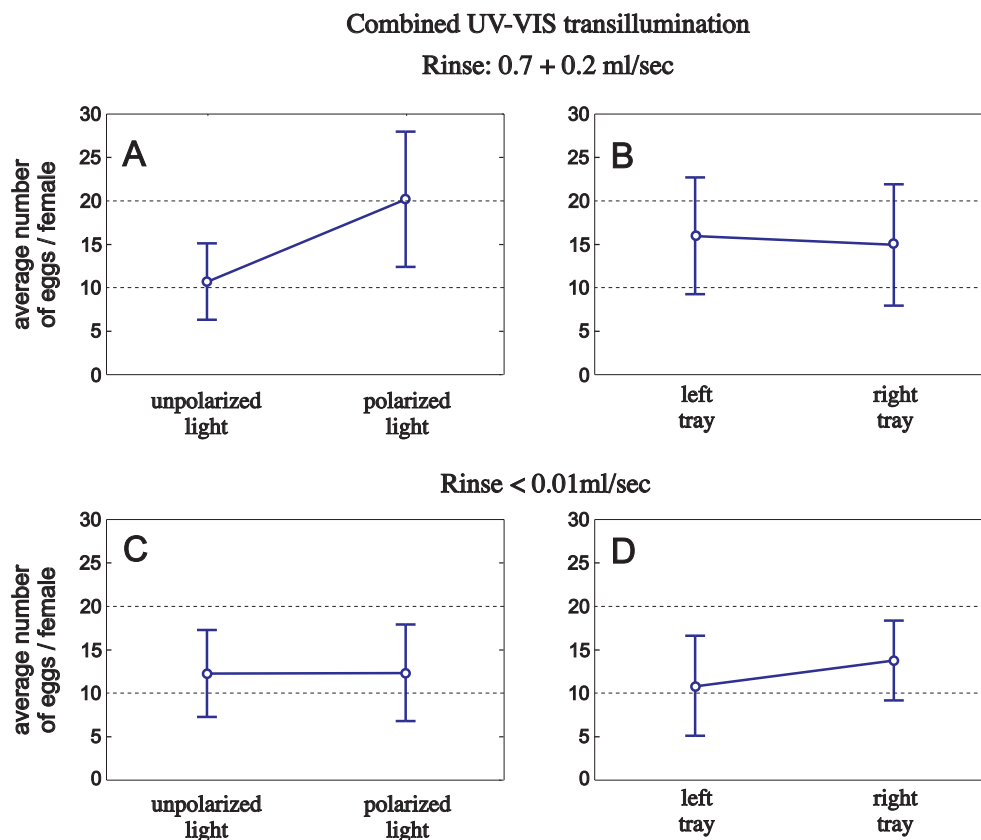 Combined UV-VIS transillumination
Rinse: 0.7 + 0.2 ml/sec
average number
of eggs / female
30
25
20
15
10
5
0
A
unpolarized
light
polarized
light
30
25
20
15
10
5
0
B
left
tray
right
tray
Rinse < 0.01ml/sec
average number
of eggs / female
30
25
20
15
10
5
0
C
unpolarized
light
polarized
light
30
25
20
15
10
5
0
D
left
tray
right
tray